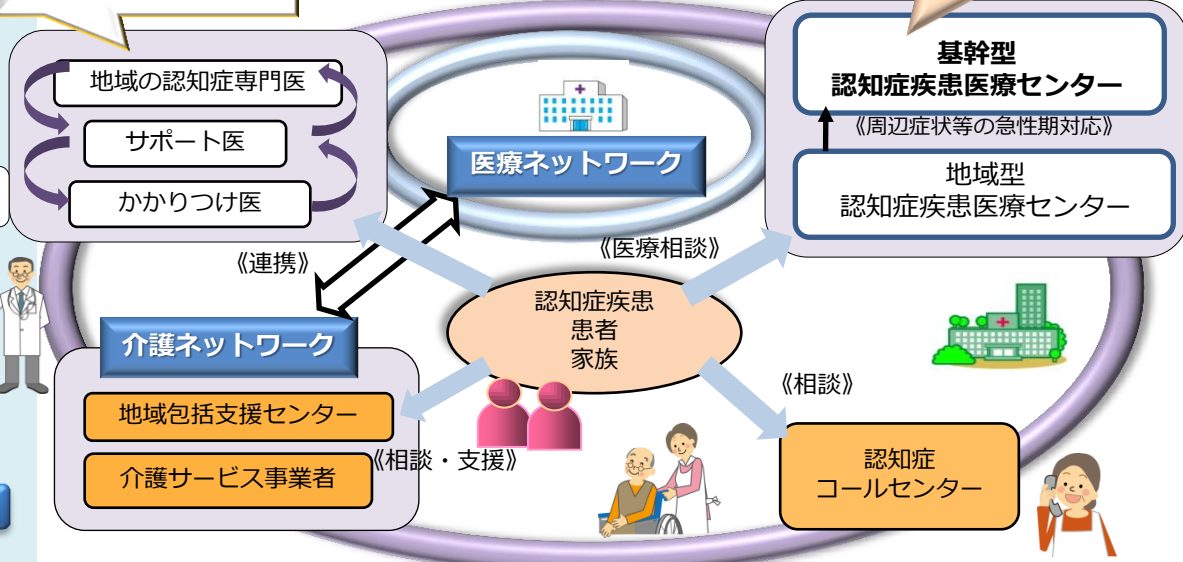 地域の認知症専門医
サポート医
かかりつけ医
医療ネットワーク
基幹型
認知症疾患医療センター
《周辺症状等の急性期対応》
地域型
認知症疾患医療センター
《連携》
《医療相談》
認知症疾患
患者
家族
介護ネットワーク
地域包括支援センター
介護サービス事業者
《相談・支援》
《相談》
認知症
コールセンター